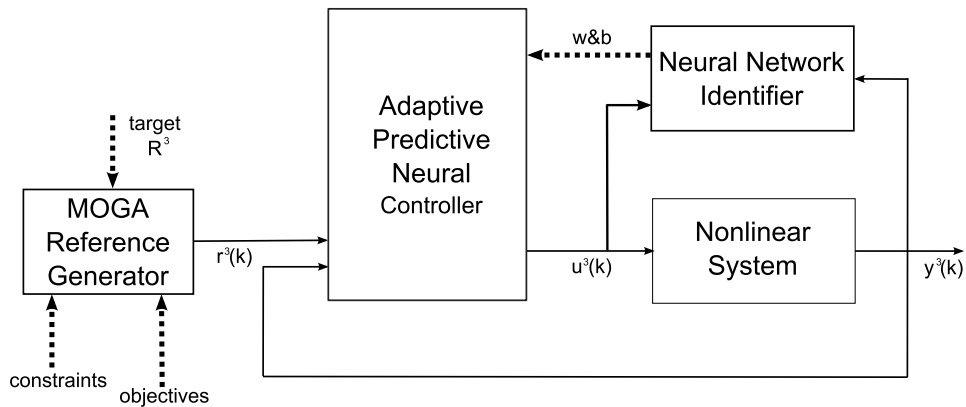 w&b
Neural Network
Identifier
Adaptive
Predictive
Neural
Controller
target
R³
MOGA
Reference
Generator
r³(k)
u³(k)
Nonlinear
System
y³(k)
constraints
objectives